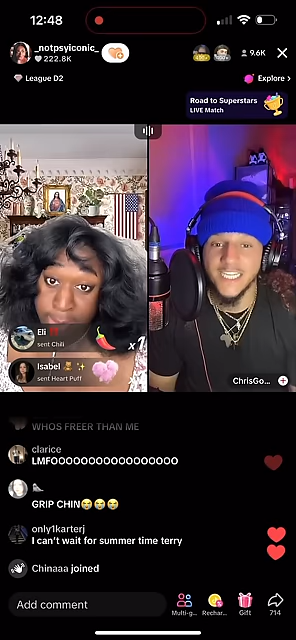 12:48
_notpsyiconic_
222.8K
9.6K
League D2
Explore >
Road to Superstars
LIVE Match
Eli
sent Chili
Isabel
sent Heart Puff
ChrisGo...
WHOS FREER THAN ME
clarice
LMFOOOOOOOOOOOOOOOOO
GRIP CHIN😭😭😭
only1karterj
I can't wait for summer time terry
Chinaaa joined
Add comment
Multi-g...
Rechar...
Gift
714